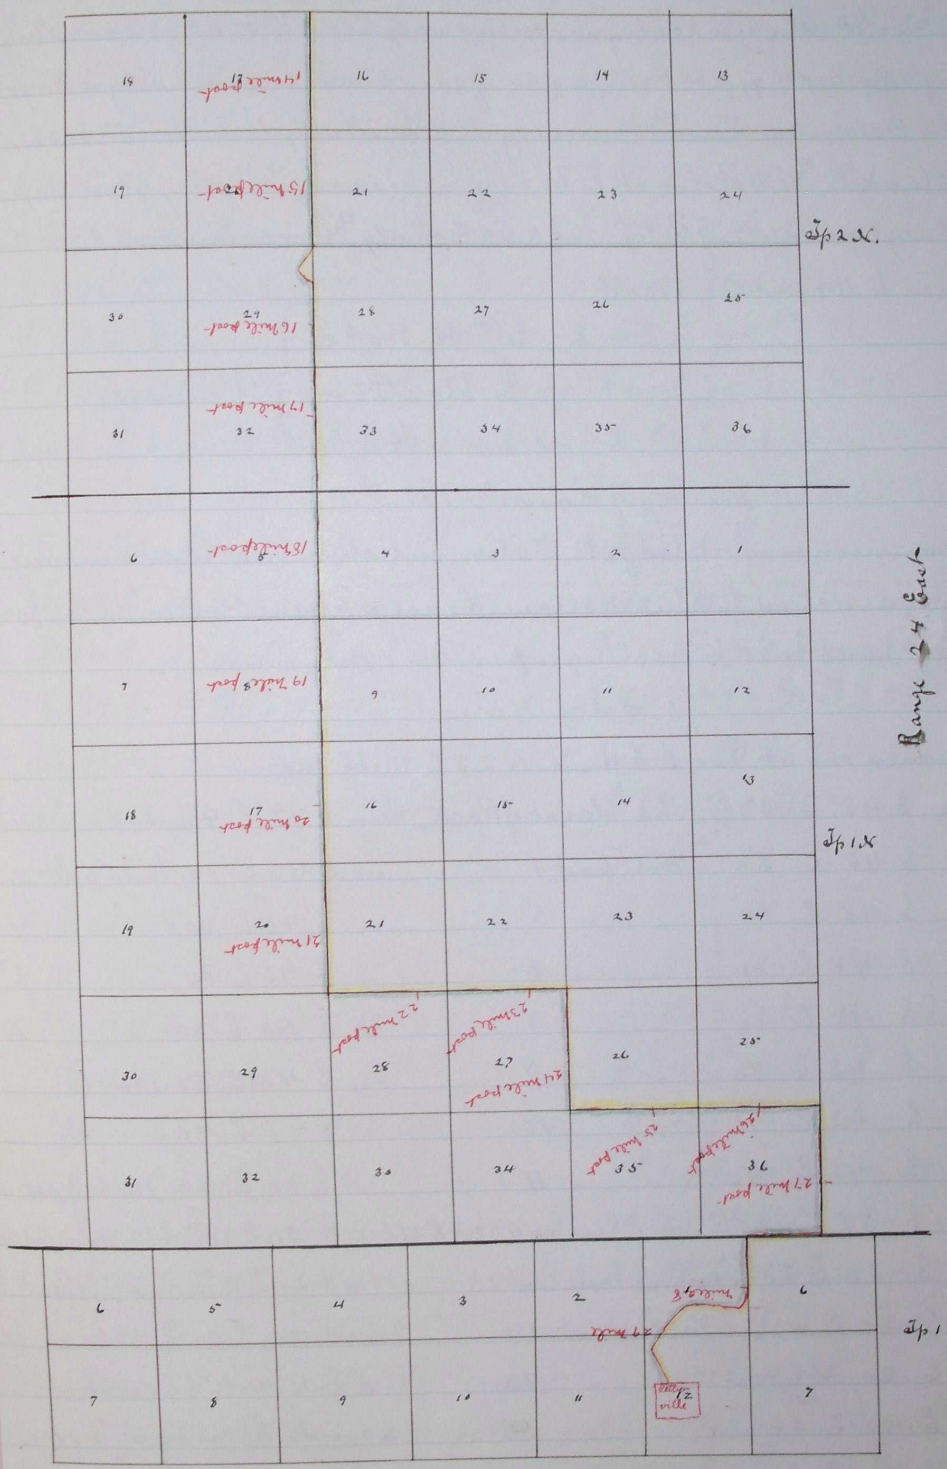 18 17 16 15 14 13
14 mile post
19 20 21 22 23 24
15 mile post
Tp 2 N.
30 29 28 27 26 25
16 mile post
17 mile post
31 32 33 34 35 36
6 5 4 3 2 1
18 mile post
Range 24 East
7 8 9 10 11 12
19 mile post
18 17 16 15 14 13
20 mile post
Tp 1 N
19 20 21 22 23 24
21 mile post
22 mile post
23 mile post
30 29 28 27 26 25
24 mile post
25 mile post
26 mile post
31 32 33 34 35 36
27 mile post
6 5 4 3 2 6
mile 28
29 mile
Tp 1
7 8 9 10 11 12 7
ville